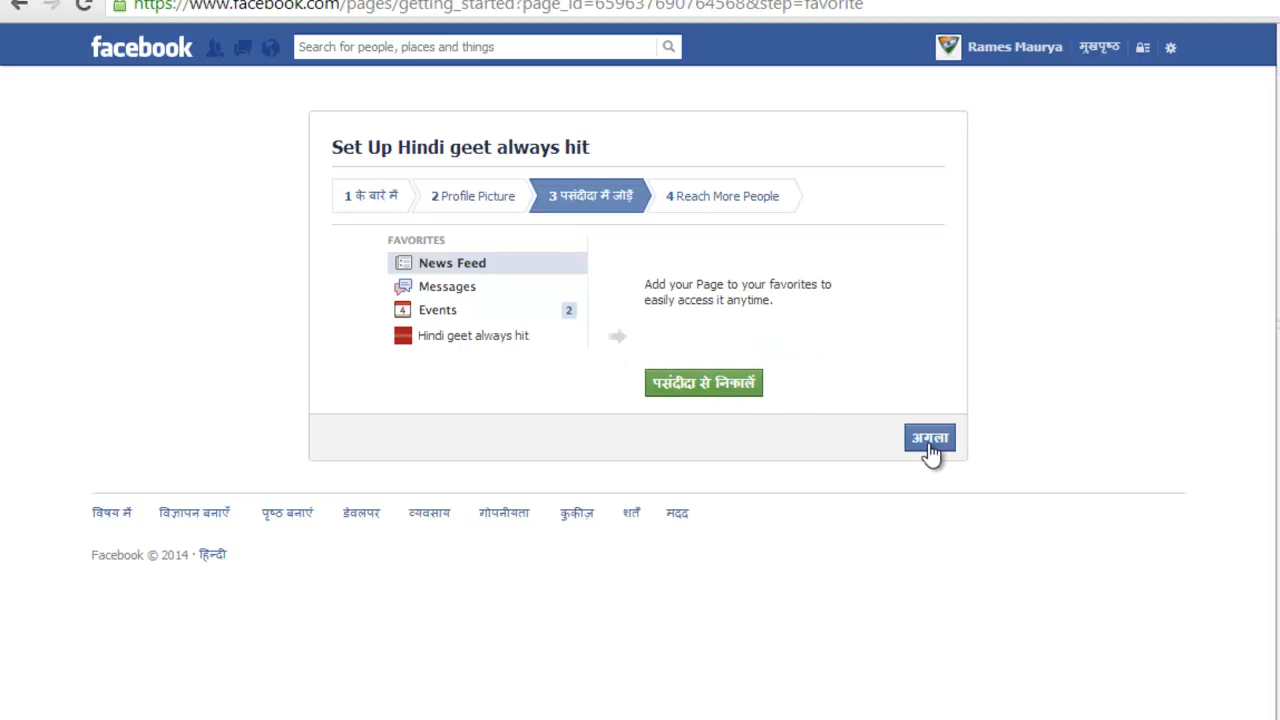 https://www.facebook.com/pages/getting_started?page_id=659637690764568&step=favorite
facebook Search for people, places and things Rames Maurya मुखपृष्ठ
Set Up Hindi geet always hit
1 के बारे में 2 Profile Picture 3 पसंदीदा में जोड़ें 4 Reach More People
FAVORITES
News Feed
Messages
4 Events 2
Hindi geet always hit
Add your Page to your favorites to
easily access it anytime.
पसंदीदा से निकालें
अगला
विषय में विज्ञापन बनाएँ पृष्ठ बनाएं डेवलपर व्यवसाय गोपनीयता कुकीज़ शर्तें मदद
Facebook © 2014 · हिन्दी